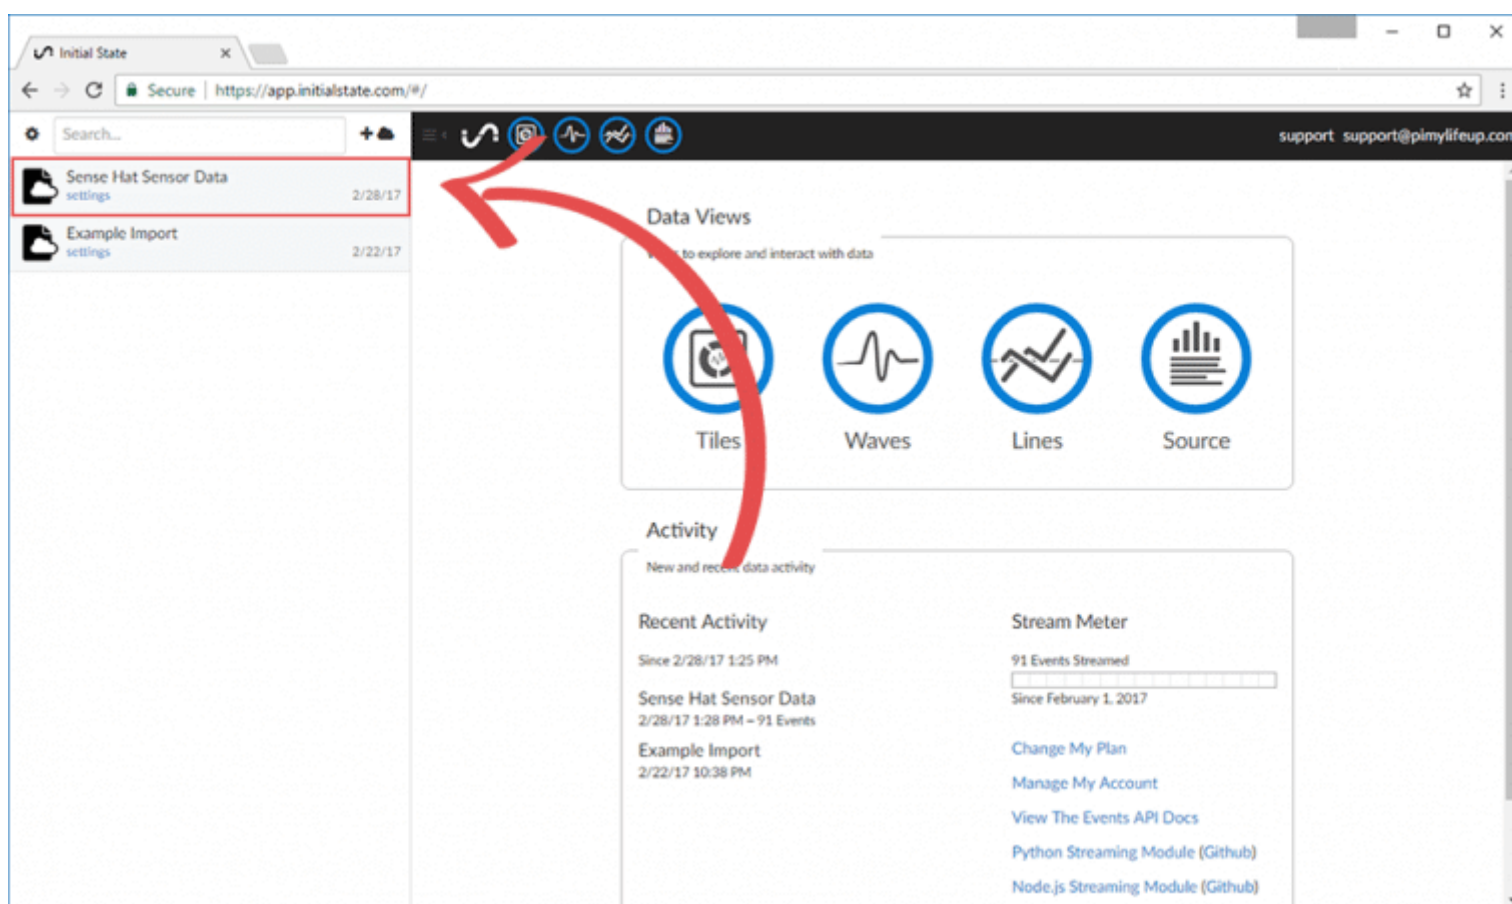 Initial State
Secure https://app.initialstate.com/#/
Search...
support support@pimylifeup.con
Sense Hat Sensor Data
settings
2/28/17
Example Import
settings
2/22/17
Data Views
to explore and interact with data
Tiles
Waves
Lines
Source
Activity
New and recent data activity
Recent Activity
Since 2/28/17 1:25 PM
Sense Hat Sensor Data
2/28/17 1:28 PM – 91 Events
Example Import
2/22/17 10:38 PM
Stream Meter
91 Events Streamed
Since February 1, 2017
Change My Plan
Manage My Account
View The Events API Docs
Python Streaming Module (Github)
Node.js Streaming Module (Github)